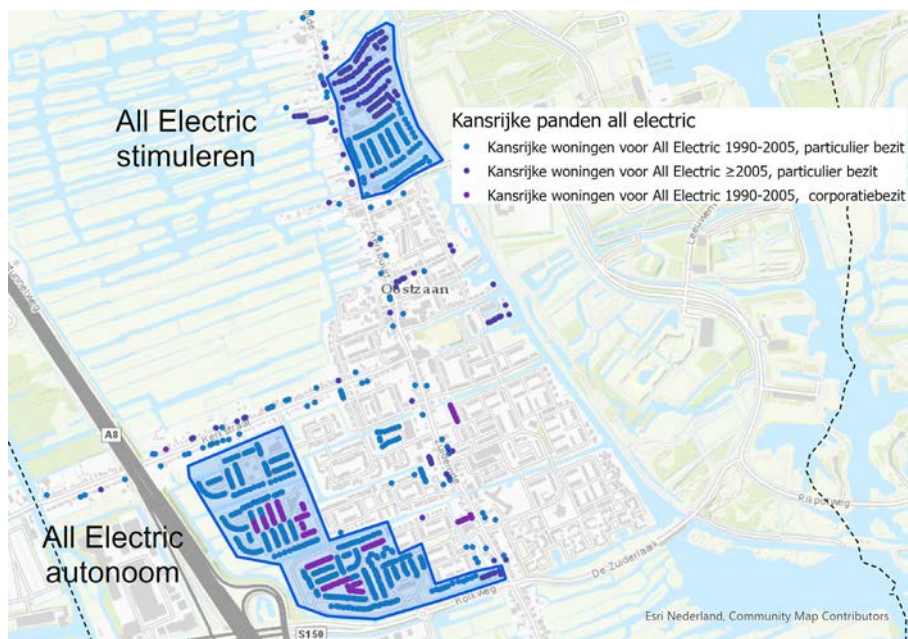 All Electric
stimuleren
Kansrijke panden all electric
Kansrijke woningen voor All Electric 1990-2005, particulier bezit
Kansrijke woningen voor All Electric ≥2005, particulier bezit
Kansrijke woningen voor All Electric 1990-2005, corporatiebezit
Oostzaan
Kerkstraat
A8
All Electric
autonoom
De Zuiderlaak
Kolkweg
S150
Esri Nederland, Community Map Contributors